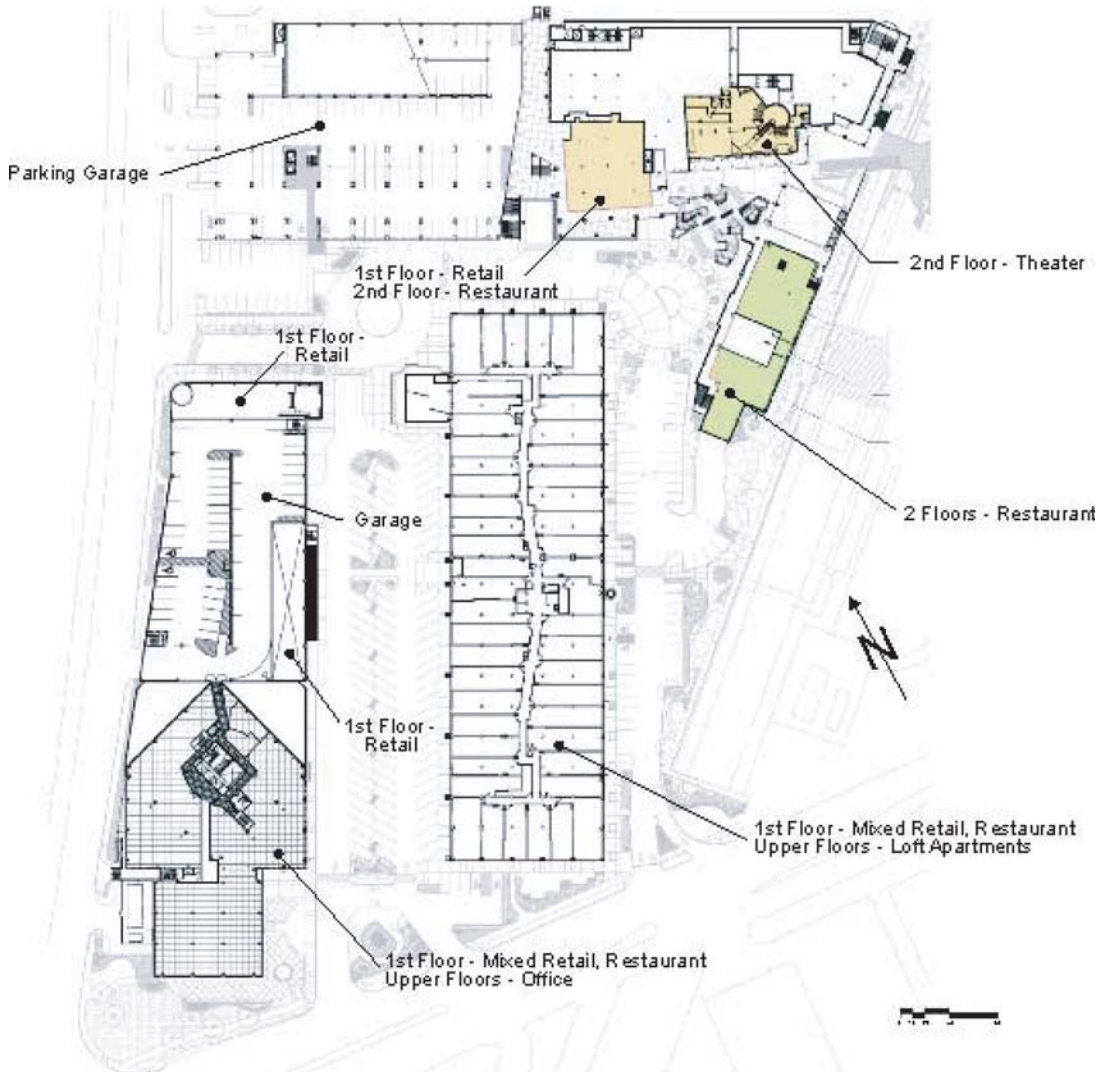 Parking Garage
1st Floor - Retail
2nd Floor - Restaurant
2nd Floor - Theater
1st Floor -
Retail
Garage
2 Floors - Restaurant
N
1st Floor -
Retail
1st Floor - Mixed Retail, Restaurant
Upper Floors - Loft Apartments
1st Floor - Mixed Retail, Restaurant
Upper Floors - Office